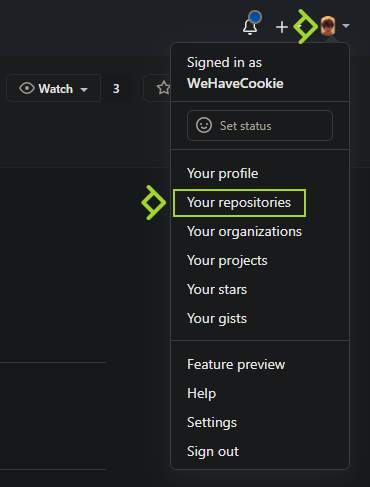 Watch 3
Signed in as
WeHaveCookie
Set status
Your profile
Your repositories
Your organizations
Your projects
Your stars
Your gists
Feature preview
Help
Settings
Sign out